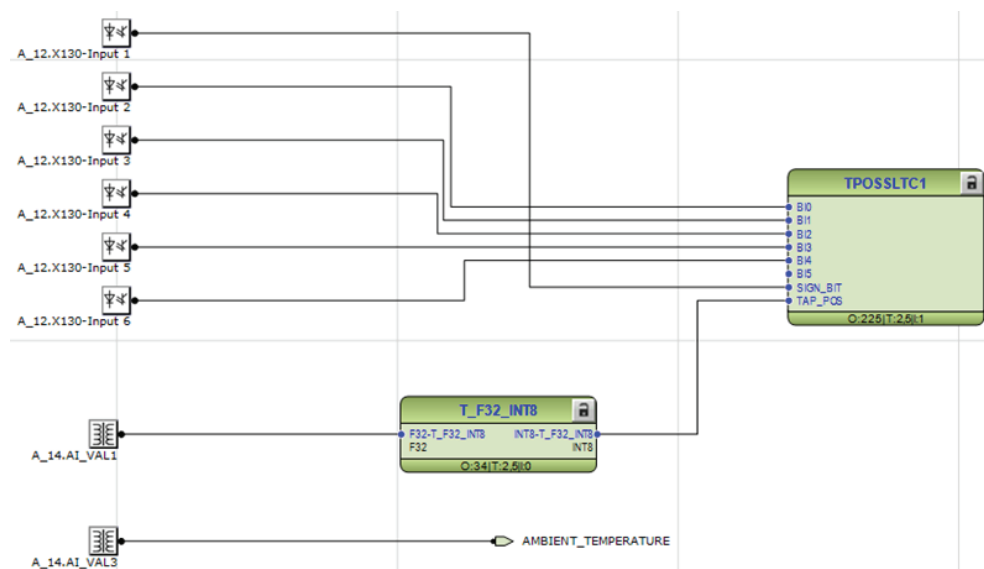 A_12.X130-Input 1
A_12.X130-Input 2
A_12.X130-Input 3
A_12.X130-Input 4
A_12.X130-Input 5
A_12.X130-Input 6
TPOSSLTC1
BI0
BI1
BI2
BI3
BI4
BI5
SIGN_BIT
TAP_POS
O:225|T:2,5|I:1
T_F32_INT8
F32-T_F32_INT8 INT8-T_F32_INT8
F32 INT8
O:34|T:2,5|I:0
A_14.AI_VAL1
AMBIENT_TEMPERATURE
A_14.AI_VAL3